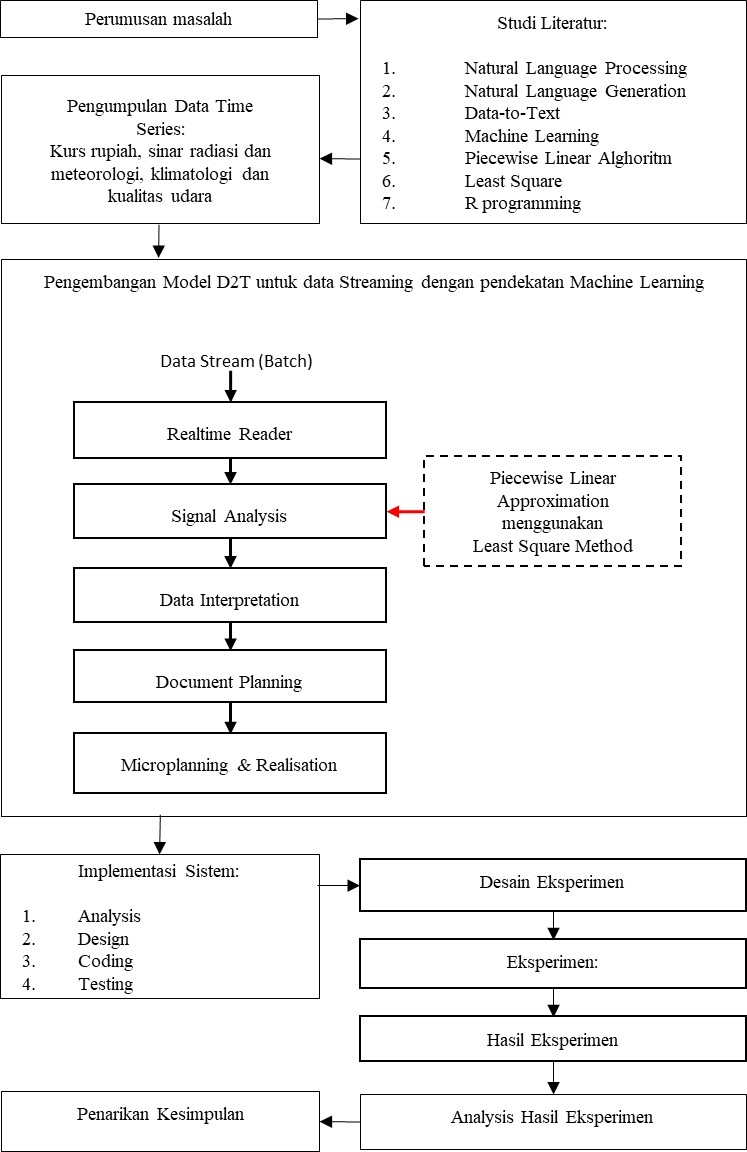 Perumusan masalah
Studi Literatur:
1. Natural Language Processing
2. Natural Language Generation
3. Data-to-Text
4. Machine Learning
5. Piecewise Linear Alghoritm
6. Least Square
7. R programming
Pengumpulan Data Time
Series:
Kurs rupiah, sinar radiasi dan
meteorologi, klimatologi dan
kualitas udara
Pengembangan Model D2T untuk data Streaming dengan pendekatan Machine Learning
Data Stream (Batch)
Realtime Reader
Signal Analysis
Piecewise Linear
Approximation
menggunakan
Least Square Method
Data Interpretation
Document Planning
Microplanning & Realisation
Implementasi Sistem:
1. Analysis
2. Design
3. Coding
4. Testing
Desain Eksperimen
Eksperimen:
Hasil Eksperimen
Analysis Hasil Eksperimen
Penarikan Kesimpulan